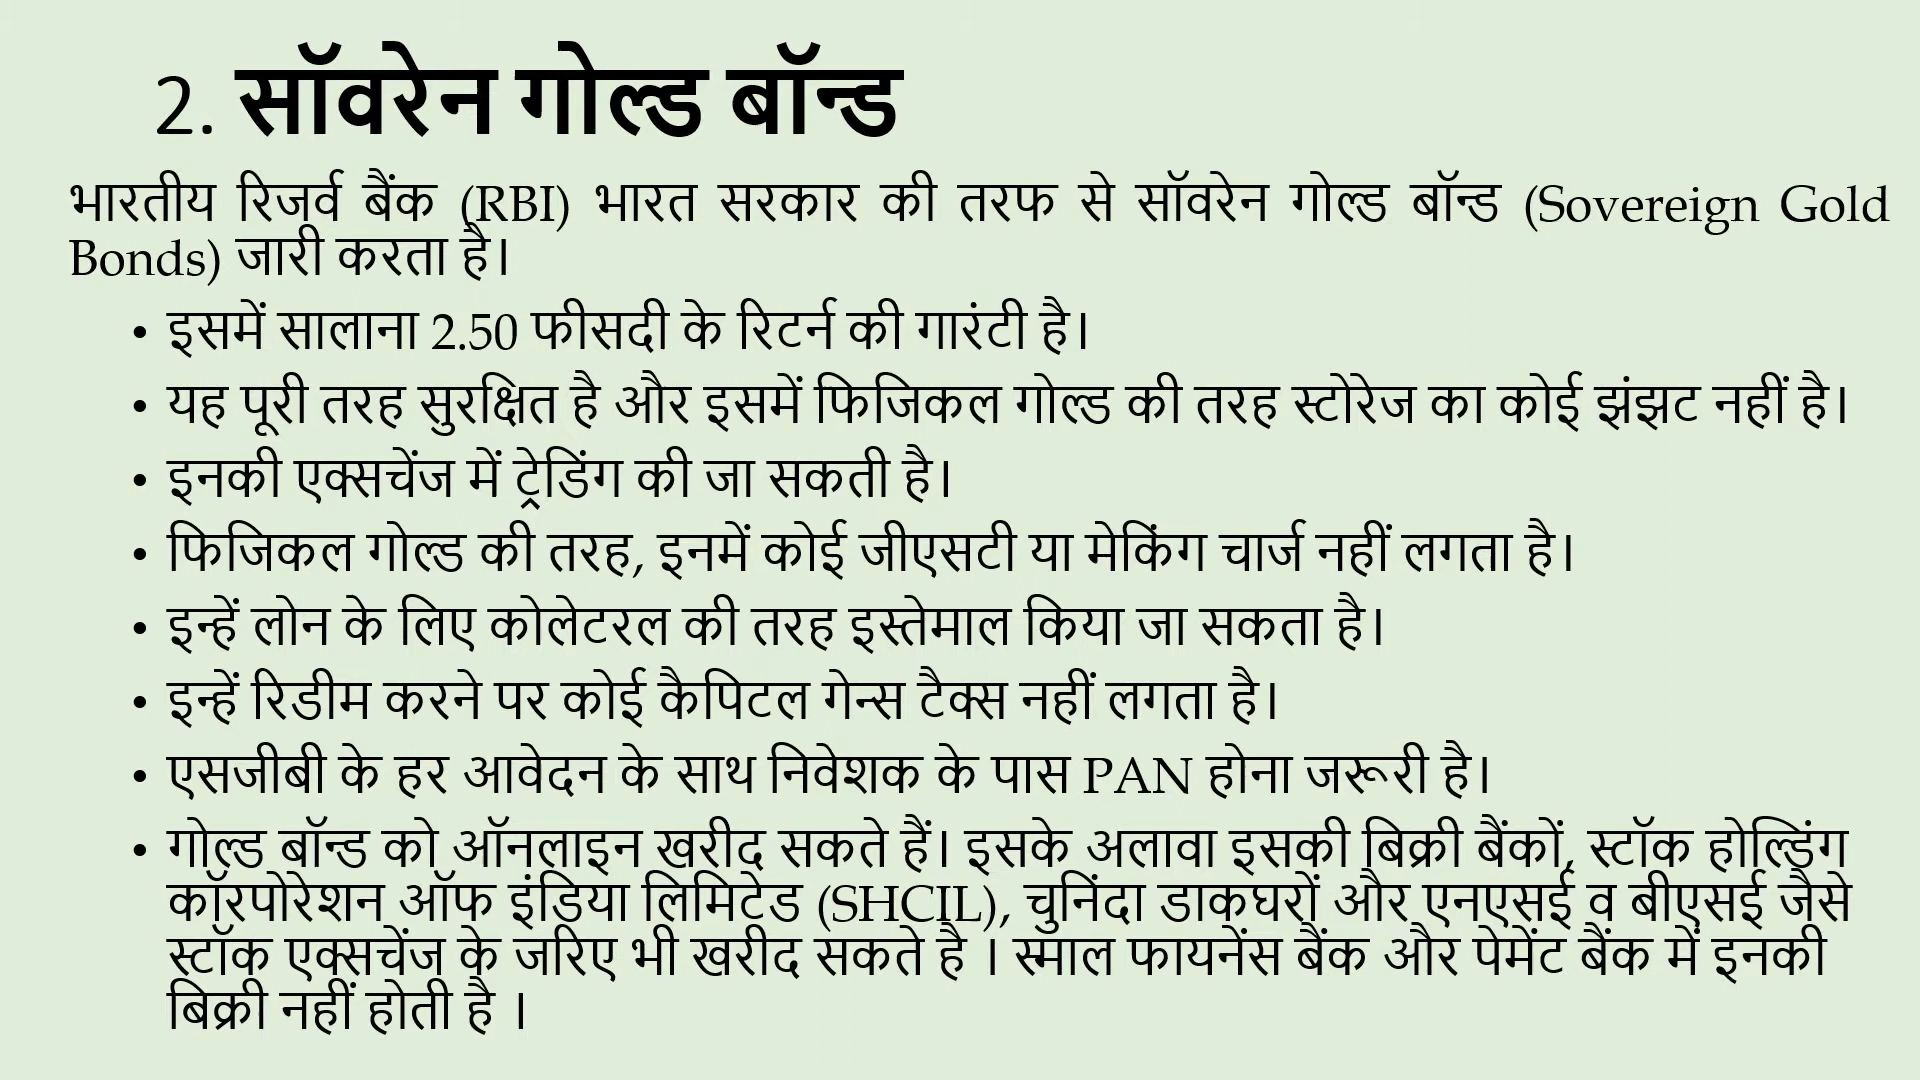 2. सॉवरेन गोल्ड बॉन्ड
भारतीय रिजर्व बैंक (RBI) भारत सरकार की तरफ से सॉवरेन गोल्ड बॉन्ड (Sovereign Gold
Bonds) जारी करता है।
• इसमें सालाना 2.50 फीसदी के रिटर्न की गारंटी है।
• यह पूरी तरह सुरक्षित है और इसमें फिजिकल गोल्ड की तरह स्टोरेज का कोई झंझट नहीं है।
• इनकी एक्सचेंज में ट्रेडिंग की जा सकती है।
• फिजिकल गोल्ड की तरह, इनमें कोई जीएसटी या मेकिंग चार्ज नहीं लगता है।
• इन्हें लोन के लिए कोलेटरल की तरह इस्तेमाल किया जा सकता है।
• इन्हें रिडीम करने पर कोई कैपिटल गेन्स टैक्स नहीं लगता है।
• एसजीबी के हर आवेदन के साथ निवेशक के पास PAN होना जरूरी है।
• गोल्ड बॉन्ड को ऑनलाइन खरीद सकते हैं। इसके अलावा इसकी बिक्री बैंकों, स्टॉक होल्डिंग
कॉरपोरेशन ऑफ इंडिया लिमिटेड (SHCIL), चुनिंदा डाकघरों और एनएसई व बीएसई जैसे
स्टॉक एक्सचेंज के जरिए भी खरीद सकते है । स्माल फायनेंस बैंक और पेमेंट बैंक में इनकी
बिक्री नहीं होती है ।